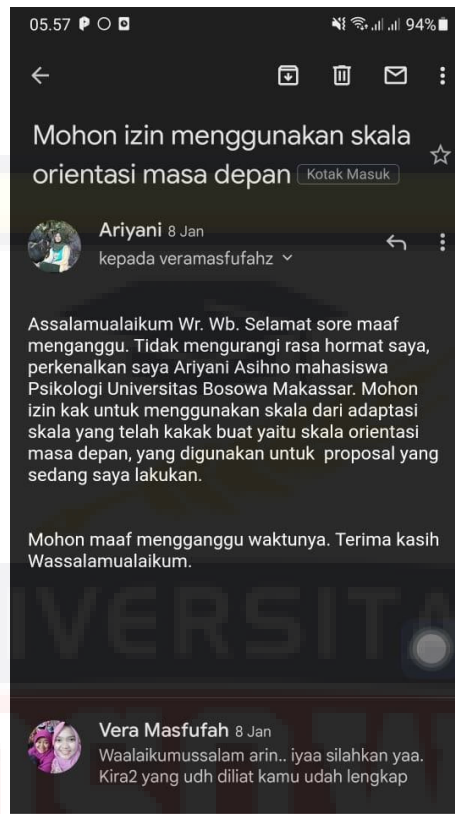 05.57 94%
Mohon izin menggunakan skala
orientasi masa depan Kotak Masuk
Ariyani 8 Jan
kepada veramasfufahz
Assalamualaikum Wr. Wb. Selamat sore maaf
menganggu. Tidak mengurangi rasa hormat saya,
perkenalkan saya Ariyani Asihno mahasiswa
Psikologi Universitas Bosowa Makassar. Mohon
izin kak untuk menggunakan skala dari adaptasi
skala yang telah kakak buat yaitu skala orientasi
masa depan, yang digunakan untuk proposal yang
sedang saya lakukan.
Mohon maaf mengganggu waktunya. Terima kasih
Wassalamualaikum.
Vera Masfufah 8 Jan
Waalaikumussalam arin.. iyaa silahkan yaa.
Kira2 yang udh diliat kamu udah lengkap